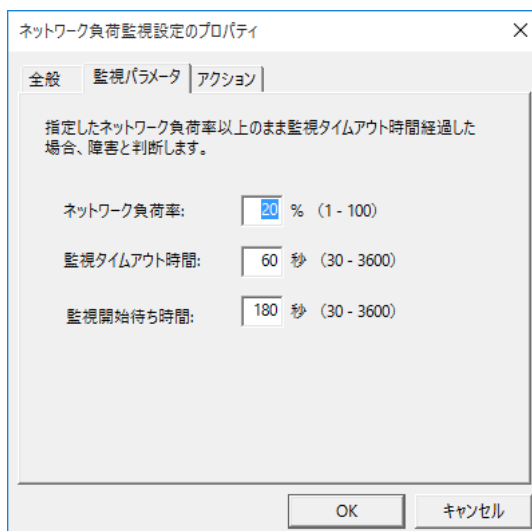 ネットワーク負荷監視設定のプロパティ
全般 監視パラメータ アクション
指定したネットワーク負荷率以上のまま監視タイムアウト時間経過した
場合、障害と判断します。
ネットワーク負荷率: 20 % (1 - 100)
監視タイムアウト時間: 60 秒 (30 - 3600)
監視開始待ち時間: 180 秒 (30 - 3600)
OK キャンセル